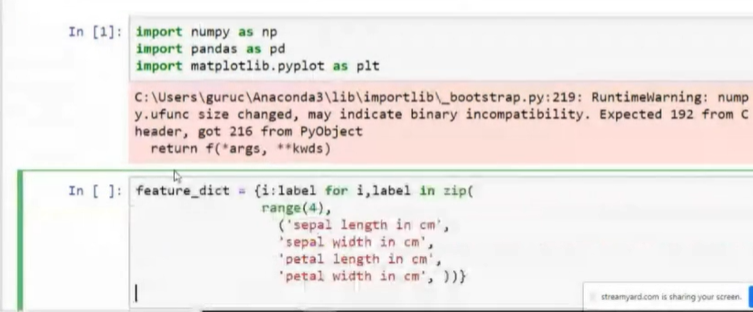 In [1]: import numpy as np
import pandas as pd
import matplotlib.pyplot as plt
C:\Users\guruc\Anaconda3\lib\importlib\_bootstrap.py:219: RuntimeWarning: nump
y.ufunc size changed, may indicate binary incompatibility. Expected 192 from C
header, got 216 from PyObject
return f(*args, **kwds)
In [ ]: feature_dict = {i:label for i,label in zip(
range(4),
('sepal length in cm',
'sepal width in cm',
'petal length in cm',
'petal width in cm', ))}
streamyard.com is sharing your screen.